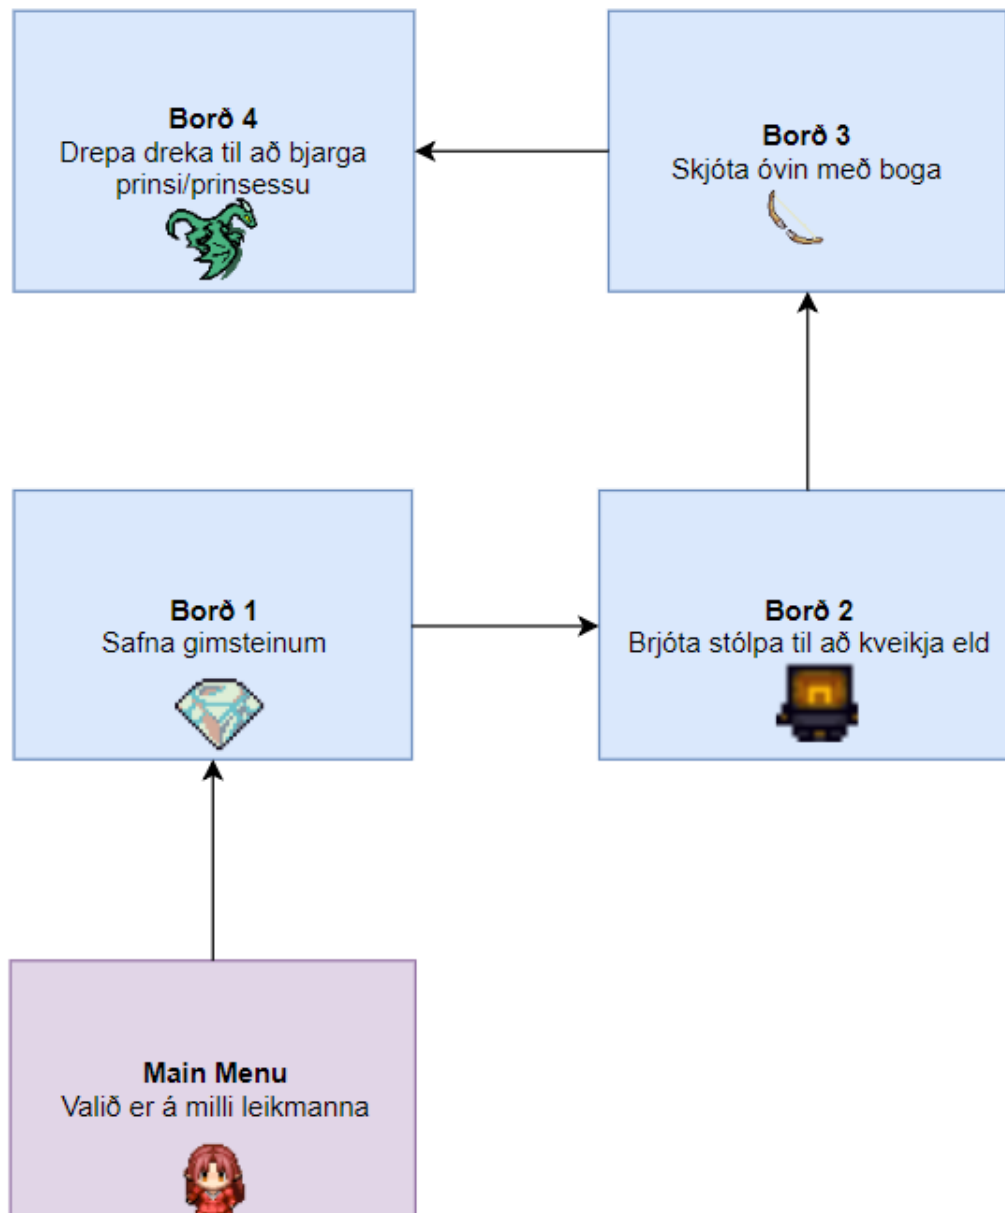 Borð 4
Drepa dreka til að bjarga
prinsi/prinsessu
Borð 3
Skjóta óvin með boga
Borð 1
Safna gimsteinum
Borð 2
Brjóta stólpa til að kveikja eld
Main Menu
Valið er á milli leikmanna